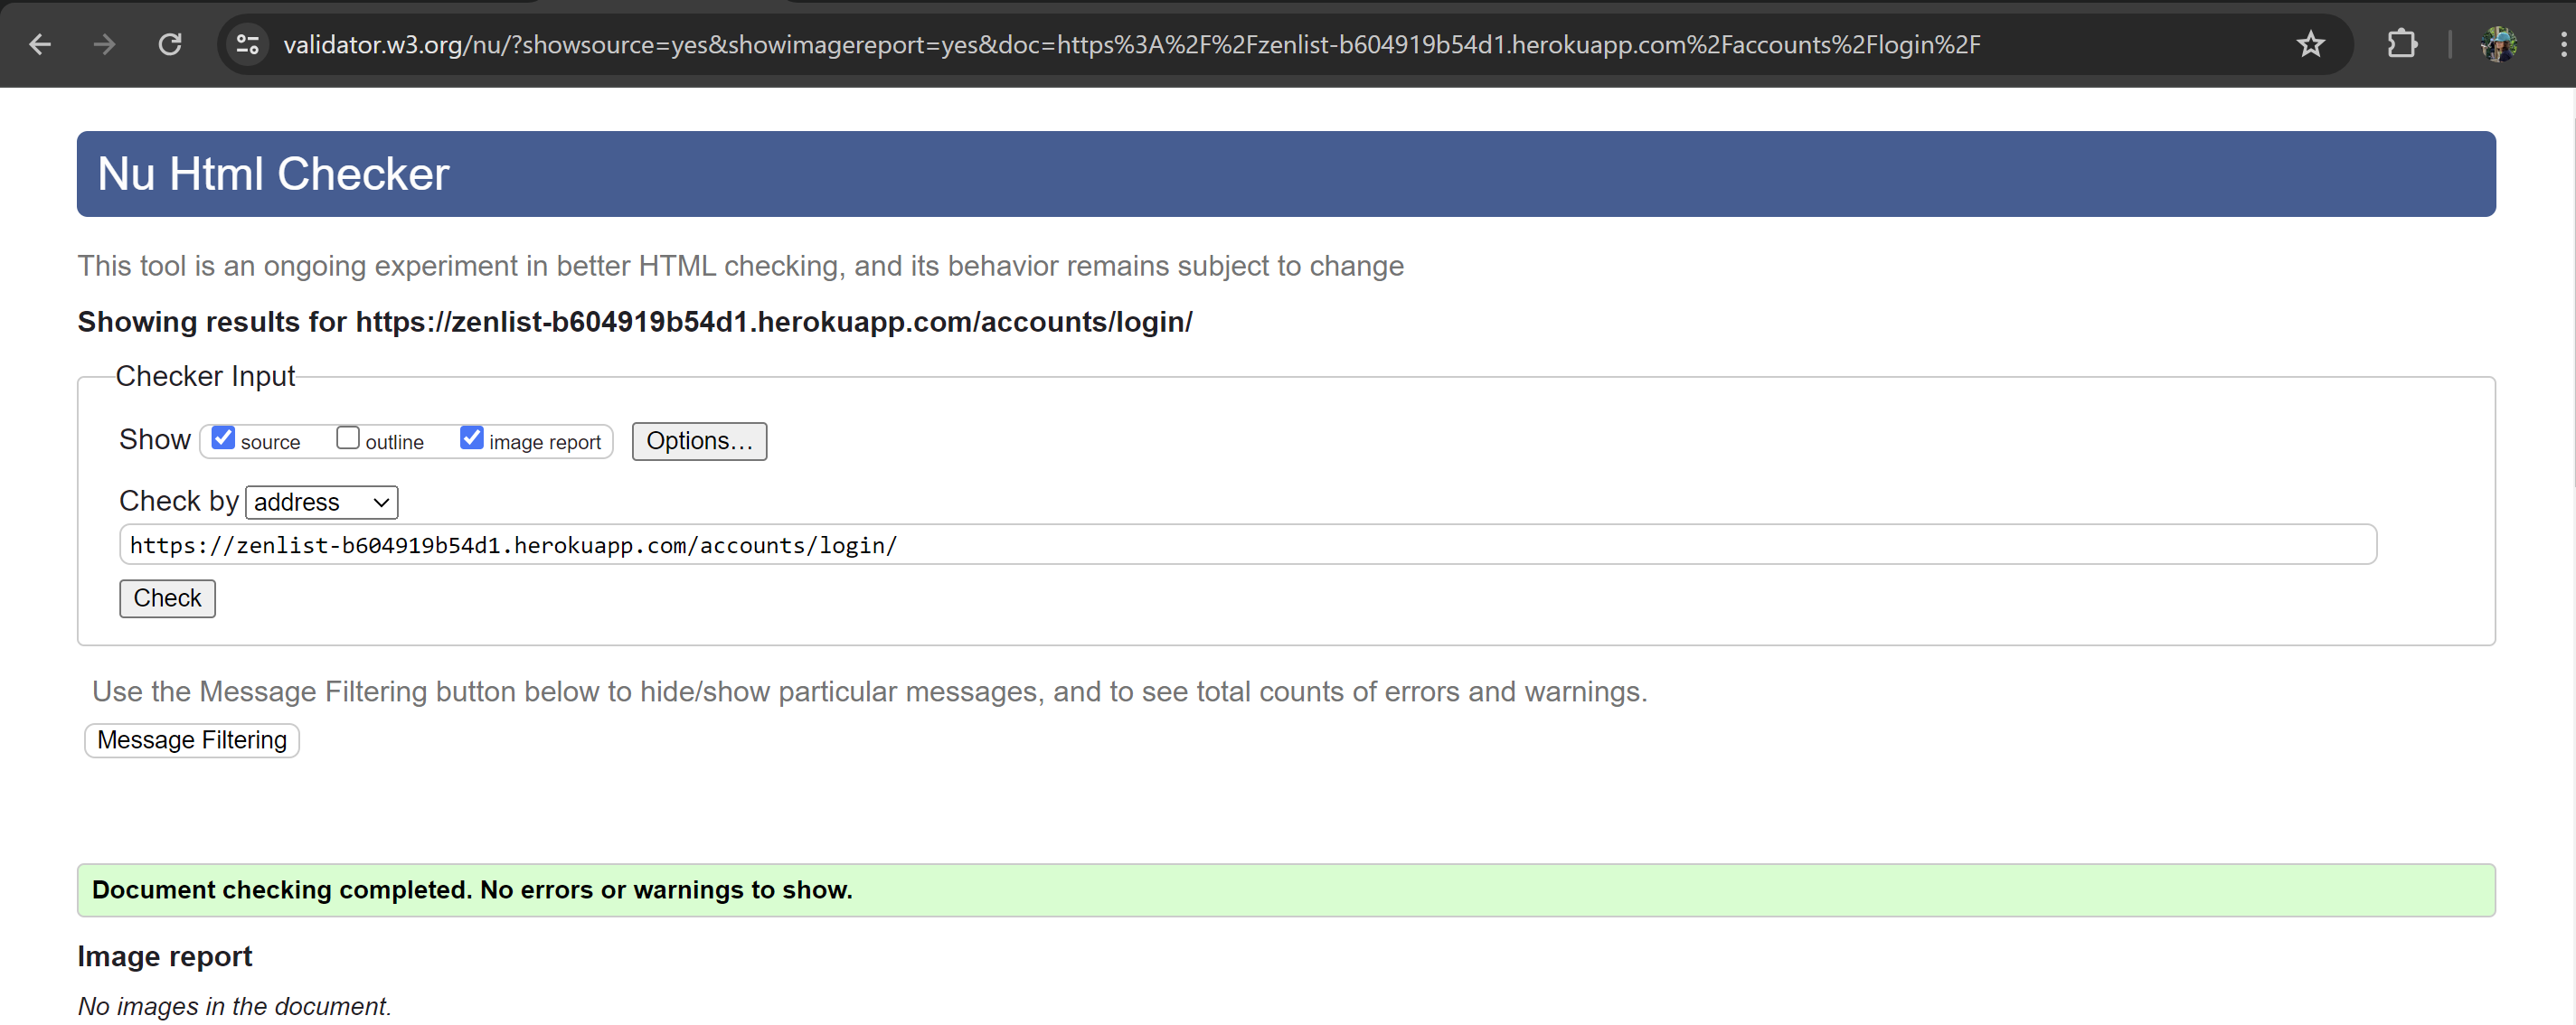 validator.w3.org/nu/?showsource=yes&showimagereport=yes&doc=https%3A%2F%2Fzenlist-b604919b54d1.herokuapp.com%2Faccounts%2Flogin%2F
Nu Html Checker
This tool is an ongoing experiment in better HTML checking, and its behavior remains subject to change
Showing results for https://zenlist-b604919b54d1.herokuapp.com/accounts/login/
Checker Input
Show source outline image report Options...
Check by address
https://zenlist-b604919b54d1.herokuapp.com/accounts/login/
Check
Use the Message Filtering button below to hide/show particular messages, and to see total counts of errors and warnings.
Message Filtering
Document checking completed. No errors or warnings to show.
Image report
No images in the document.